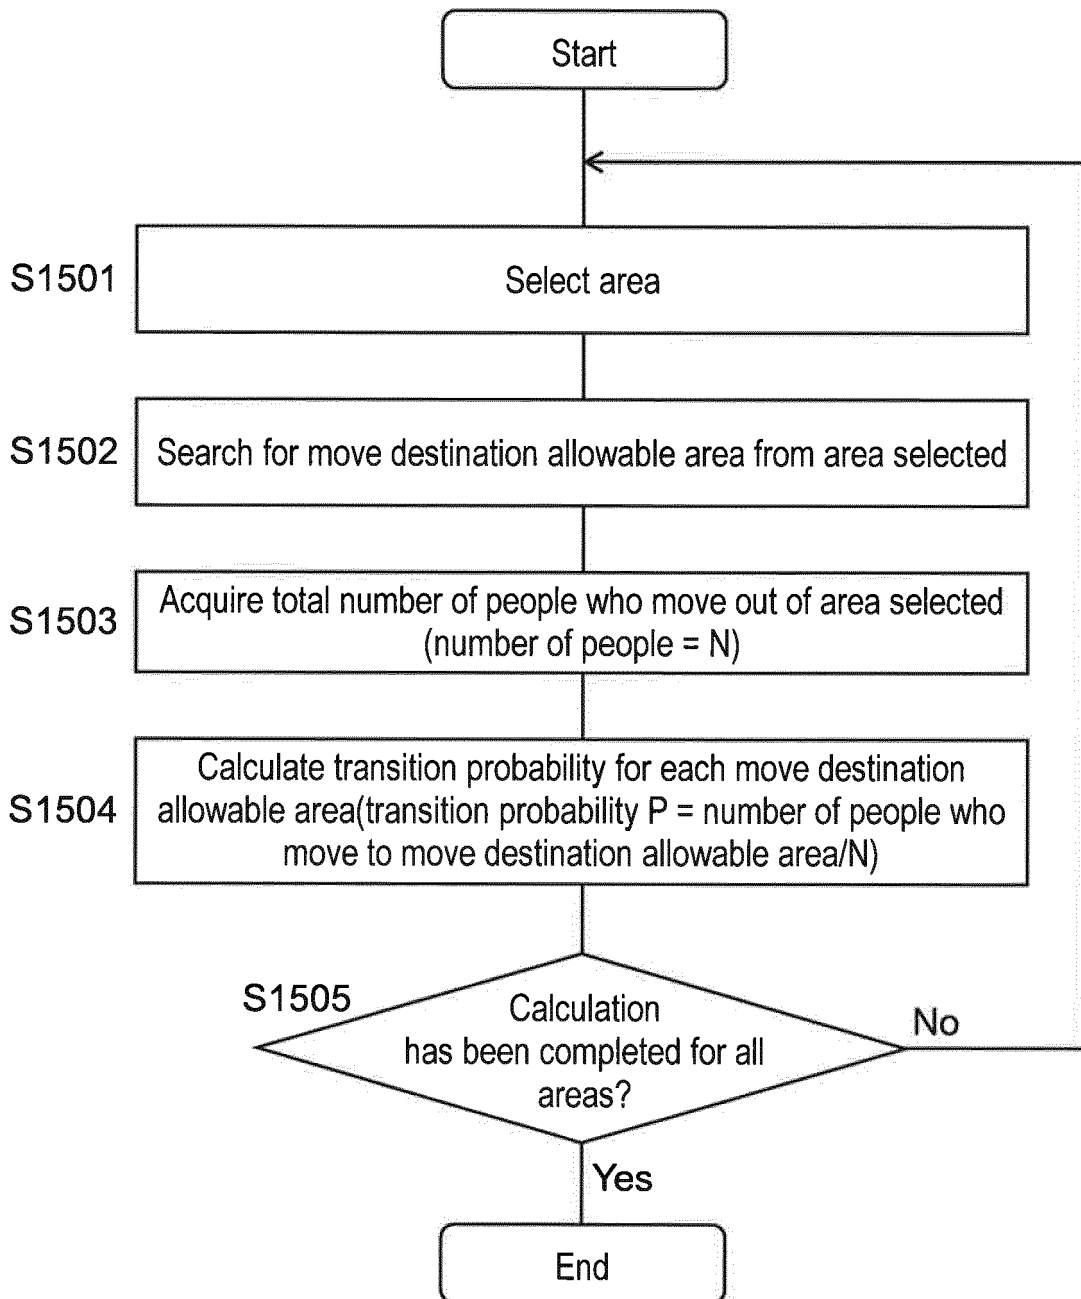 Start
S1501
Select area
S1502
Search for move destination allowable area from area selected
S1503
Acquire total number of people who move out of area selected
(number of people = N)
S1504
Calculate transition probability for each move destination
allowable area(transition probability P = number of people who
move to move destination allowable area/N)
S1505
Calculation
has been completed for all
areas?
No
Yes
End